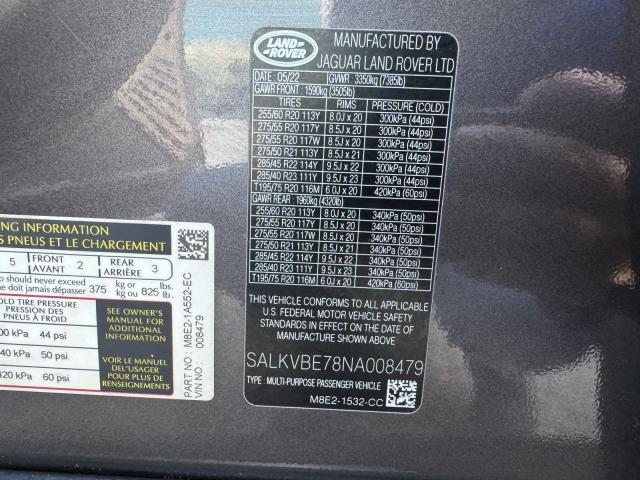 LAND
ROVER
MANUFACTURED BY
JAGUAR LAND ROVER LTD
DATE : 05/22 GVWR : 3350kg (7385lb)
GAWR FRONT : 1590kg (3505lb)
TIRES RIMS PRESSURE (COLD)
255/60 R20 113Y 8.0J x 20 300kPa (44psi)
275/55 R20 117Y 8.5J x 20 300kPa (44psi)
275/55 R20 117W 8.5J x 20 300kPa (44psi)
275/50 R21 113Y 8.5J x 21 300kPa (44psi)
285/45 R22 114Y 9.5J x 22 300kPa (44psi)
285/40 R23 111Y 9.5J x 23 300kPa (44psi)
T195/75 R20 116M 6.0J x 20 420kPa (60psi)
GAWR REAR 1960kg (4320lb)
255/60 R20 113Y 8.0J x 20 340kPa (50psi)
275/55 R20 117Y 8.5J x 20 340kPa (50psi)
275/55 R20 117W 8.5J x 20 340kPa (50psi)
275/50 R21 113Y 8.5J x 21 340kPa (50psi)
285/45 R22 114Y 9.5J x 22 340kPa (50psi)
285/40 R23 111Y 9.5J x 23 340kPa (50psi)
T195/75 R20 116M 6.0J x 20 420kPa (60psi)
THIS VEHICLE CONFORMS TO ALL APPLICABLE
U.S. FEDERAL MOTOR VEHICLE SAFETY
STANDARDS IN EFFECT ON THE DATE OF
MANUFACTURE SHOWN ABOVE.
SALKVBE78NA008479
TYPE : MULTI-PURPOSE PASSENGER VEHICLE
M8E2-1532-CC
ING INFORMATION
S PNEUS ET LE CHARGEMENT
5 FRONT AVANT 2 REAR ARRIÈRE 3
should never exceed
ne doit jamais dépasser 375 kg or kg ou 825 lbs. lb.
OLD TIRE PRESSURE
PRESSION DES
PNEUS À FROID
00 kPa 44 psi
40 kPa 50 psi
420 kPa 60 psi
SEE OWNER'S
MANUAL FOR
ADDITIONAL
INFORMATION
VOIR LE MANUEL
DEL'USAGER
POUR PLUS DE
RENSEIGNEMENTS
PART NO : M8E2-1A552-EC
VIN NO : 008479